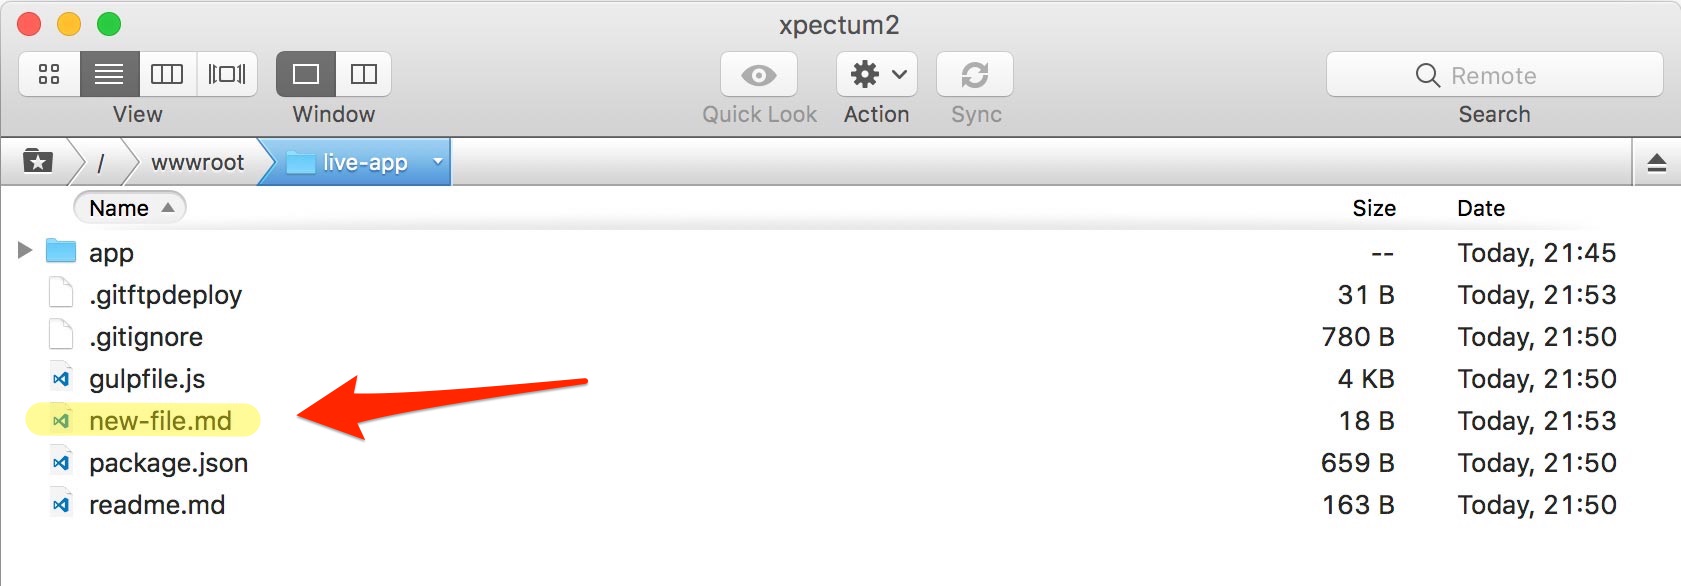 xpectum2
View
Window
Quick Look
Action
Sync
Remote
Search
/
wwwroot
live-app
Name Size Date
app -- Today, 21:45
.gitftpdeploy 31 B Today, 21:53
.gitignore 780 B Today, 21:50
gulpfile.js 4 KB Today, 21:50
new-file.md 18 B Today, 21:53
package.json 659 B Today, 21:50
readme.md 163 B Today, 21:50